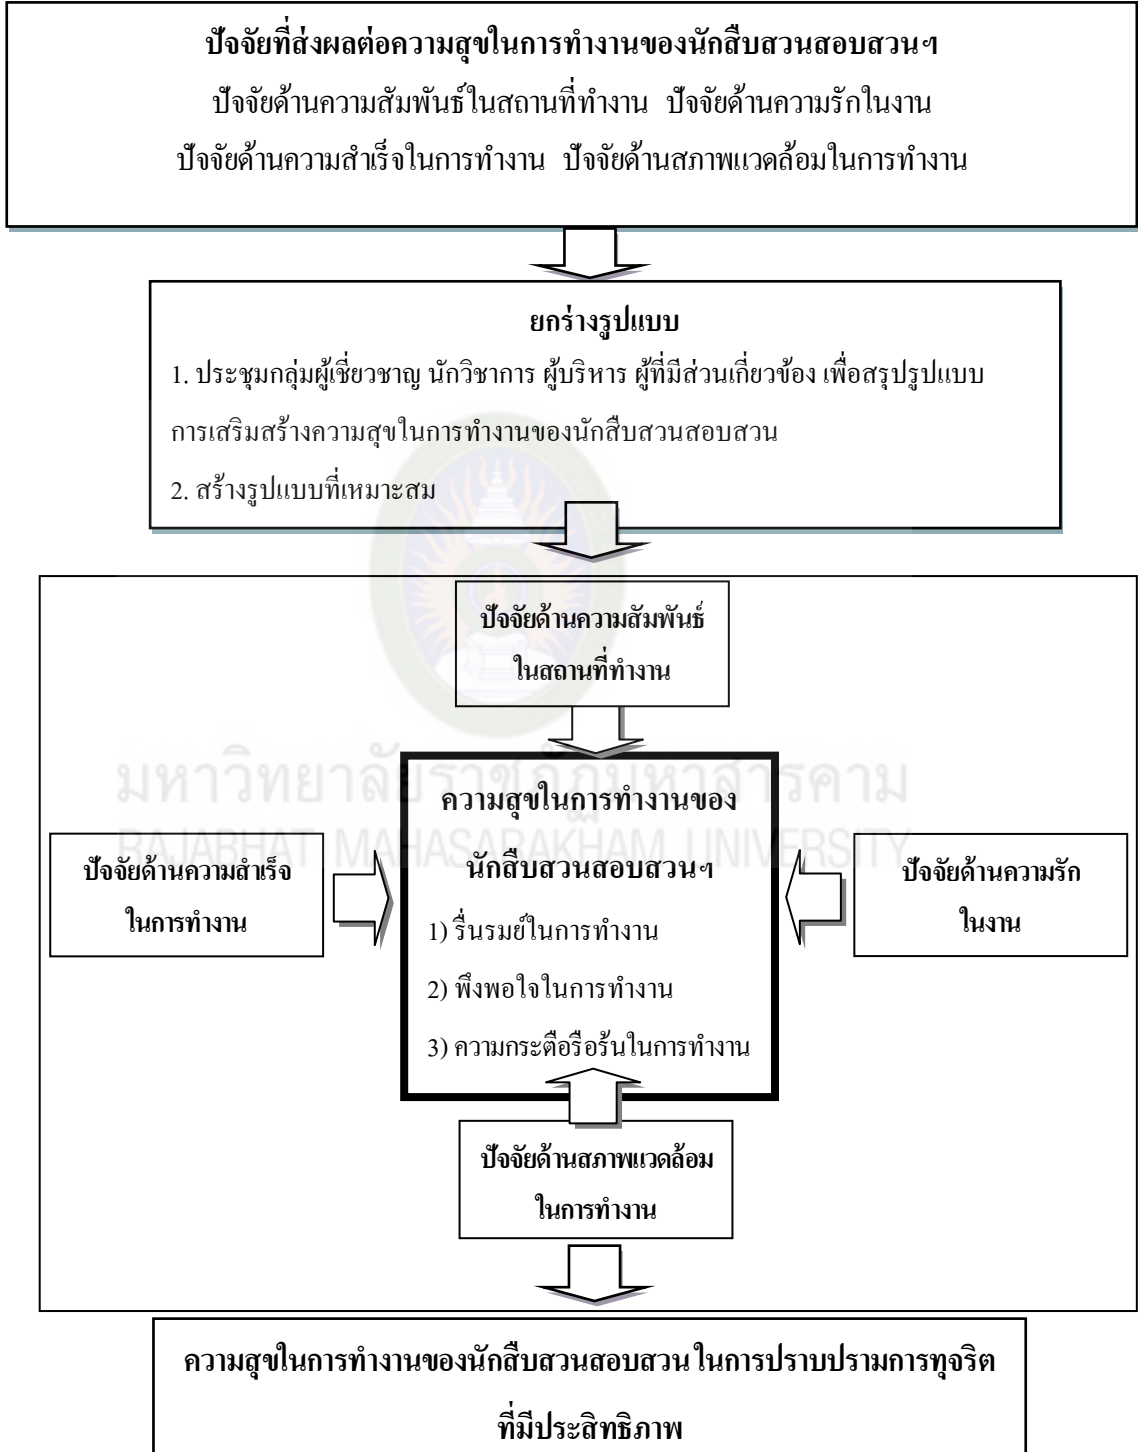 ปัจจัยที่ส่งผลต่อความสุขในการทำงานของนักสืบสวนสอบสวนฯ
ปัจจัยด้านความสัมพันธ์ในสถานที่ทำงาน ปัจจัยด้านความรักในงาน
ปัจจัยด้านความสำเร็จในการทำงาน ปัจจัยด้านสภาพแวดล้อมในการทำงาน
ยกร่างรูปแบบ
1. ประชุมกลุ่มผู้เชี่ยวชาญ นักวิชาการ ผู้บริหาร ผู้ที่มีส่วนเกี่ยวข้อง เพื่อสรุปรูปแบบ
การเสริมสร้างความสุขในการทำงานของนักสืบสวนสอบสวน
2. สร้างรูปแบบที่เหมาะสม
ปัจจัยด้านความสัมพันธ์
ในสถานที่ทำงาน
มหาวิทยาลัยราชภัฏมหาสารคาม
RAJABHAT MAHASARAKHAM UNIVERSITY
ปัจจัยด้านความสำเร็จ
ในการทำงาน
ความสุขในการทำงานของ
นักสืบสวนสอบสวนฯ
1) รื่นรมย์ในการทำงาน
2) พึงพอใจในการทำงาน
3) ความกระตือรือร้นในการทำงาน
ปัจจัยด้านความรัก
ในงาน
ปัจจัยด้านสภาพแวดล้อม
ในการทำงาน
ความสุขในการทำงานของนักสืบสวนสอบสวน ในการปราบปรามการทุจริต
ที่มีประสิทธิภาพ